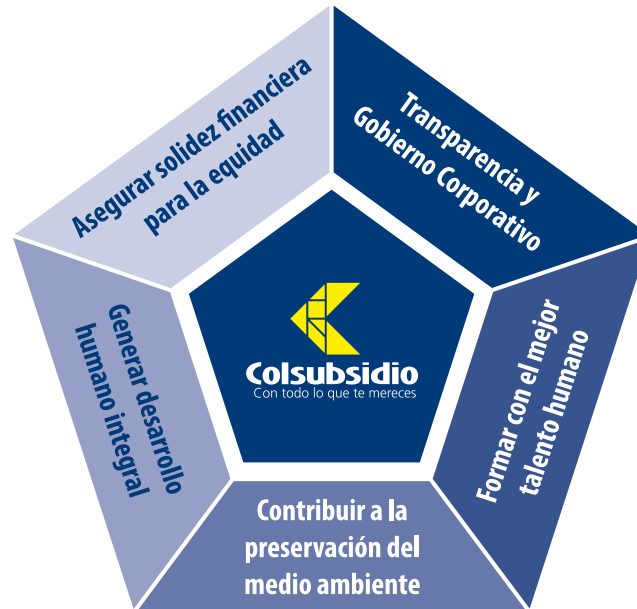 Asegurar solidez financiera
para la equidad
Transparencia y
Gobierno Corporativo
Formar con el mejor
talento humano
Contribuir a la
preservación del
medio ambiente
Generar desarrollo
humano integral
Colsubsidio
Con todo lo que te mereces